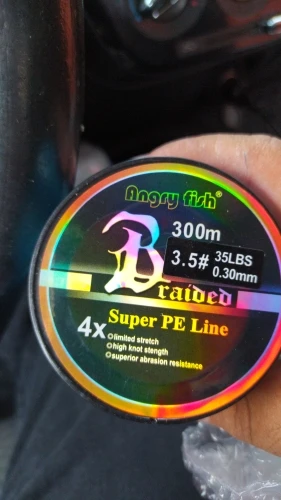 Angry fish®
300m
3.5# 35LBS
0.30mm
Braided
4x Super PE Line
limited stretch
high knot stength
superior abrasion resistance